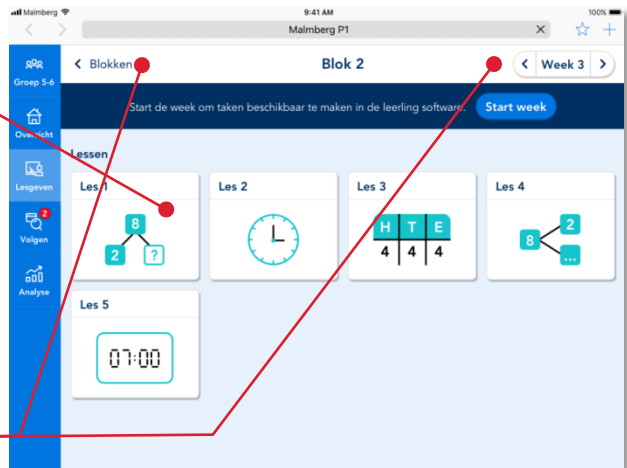 Malmberg 9:41 AM 100%
Malmberg P1
Groep 5-6
Overzicht
Lesgeven
2
Volgen
Analyse
Blokken Blok 2 Week 3
Start de week om taken beschikbaar te maken in de leerling software. Start week
Lessen
Les 1 Les 2 Les 3 Les 4
8
2 ?
H T E
4 4 4
8 2
...
Les 5
07:00